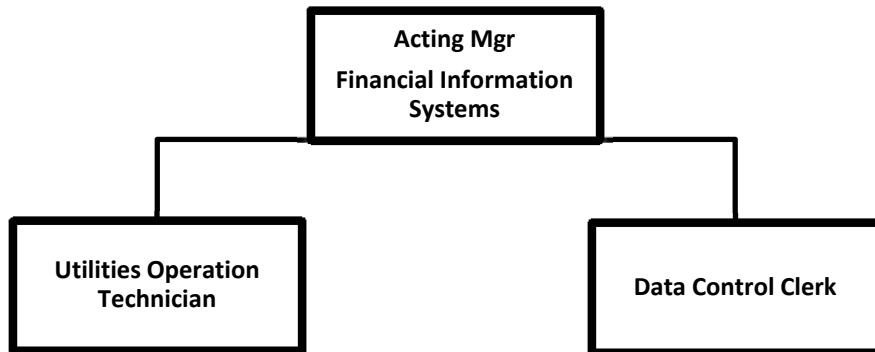 Acting Mgr
Financial Information
Systems
Utilities Operation
Technician
Data Control Clerk